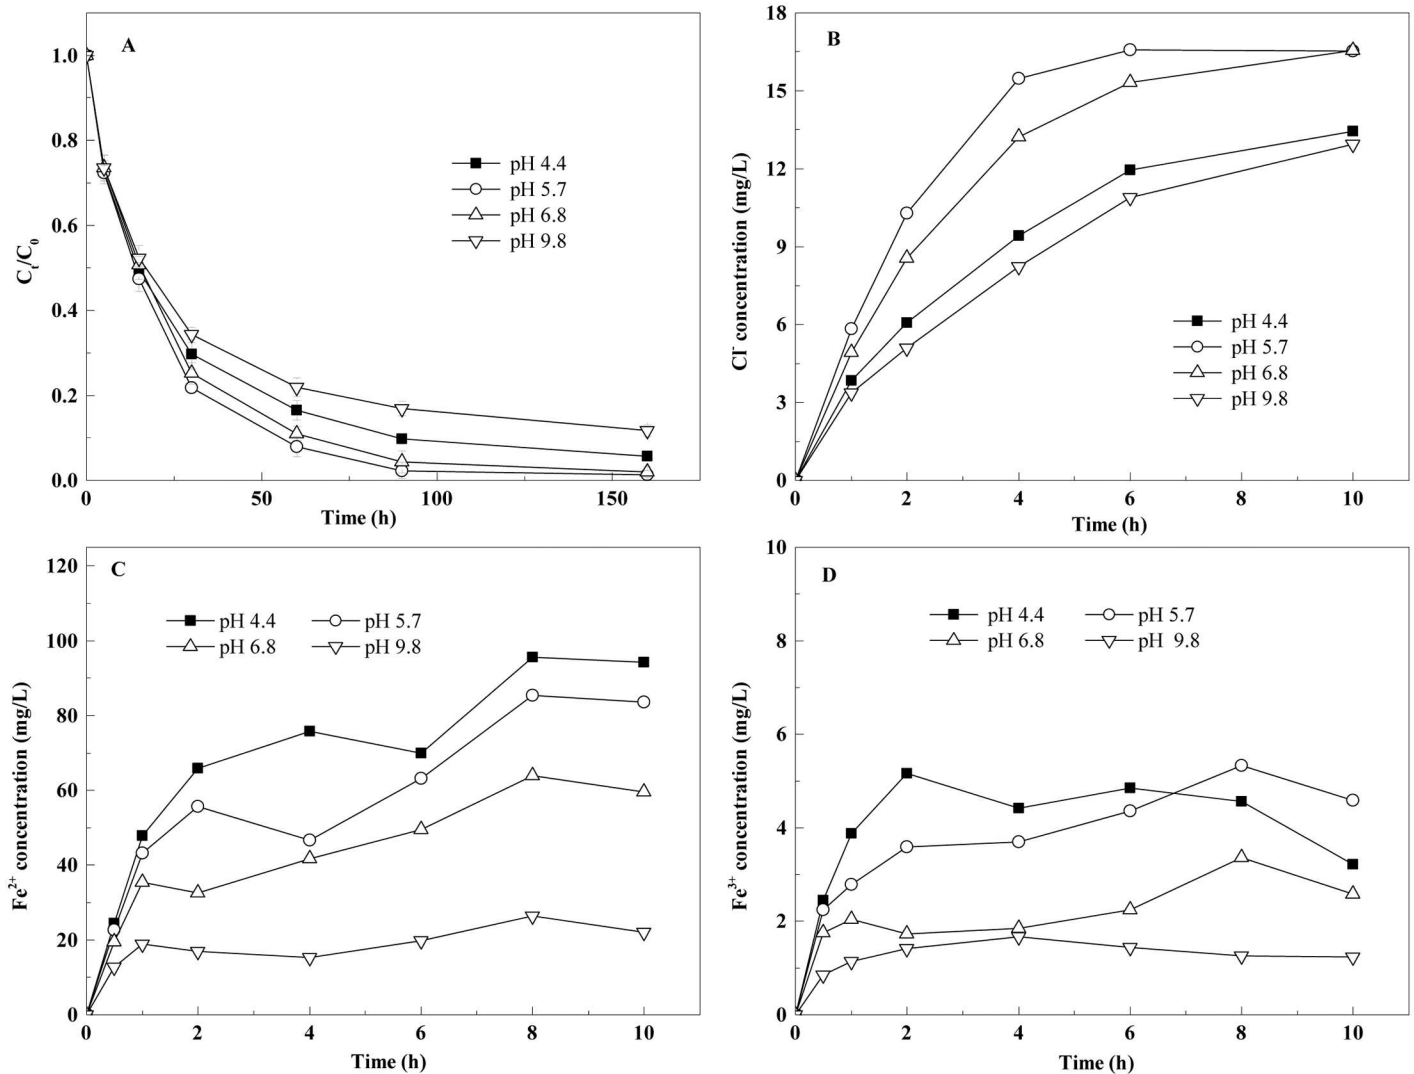 A
1.0
0.8
0.6
0.4
0.2
0.0
Cₜ/C₀
pH 4.4
pH 5.7
pH 6.8
pH 9.8
0 50 100 150
Time (h)
B
18
15
12
9
6
3
0
Cl⁻ concentration (mg/L)
pH 4.4
pH 5.7
pH 6.8
pH 9.8
0 2 4 6 8 10
Time (h)
C
120
100
80
60
40
20
0
Fe²⁺ concentration (mg/L)
pH 4.4 pH 5.7
pH 6.8 pH 9.8
0 2 4 6 8 10
Time (h)
D
10
8
6
4
2
0
Fe³⁺ concentration (mg/L)
pH 4.4 pH 5.7
pH 6.8 pH 9.8
0 2 4 6 8 10
Time (h)